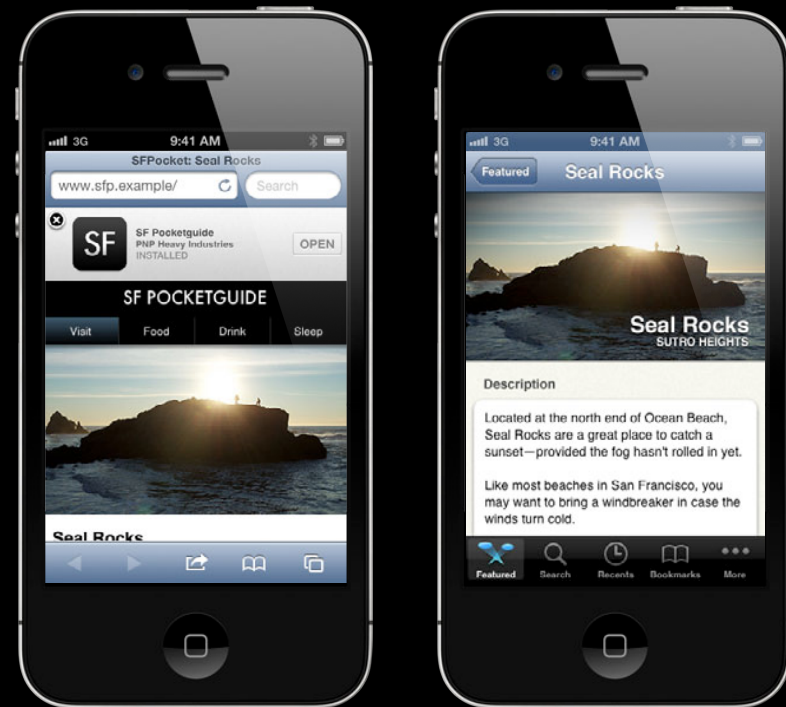 3G 9:41 AM
SFPocket: Seal Rocks
www.sfp.example/ Search
SF
SF Pocketguide
PNP Heavy Industries
INSTALLED
OPEN
SF POCKETGUIDE
Visit Food Drink Sleep
Seal Rocks
3G 9:41 AM
Featured Seal Rocks
Seal Rocks
SUTRO HEIGHTS
Description
Located at the north end of Ocean Beach,
Seal Rocks are a great place to catch a
sunset—provided the fog hasn't rolled in yet.
Like most beaches in San Francisco, you
may want to bring a windbreaker in case the
winds turn cold.
Featured Search Recents Bookmarks More